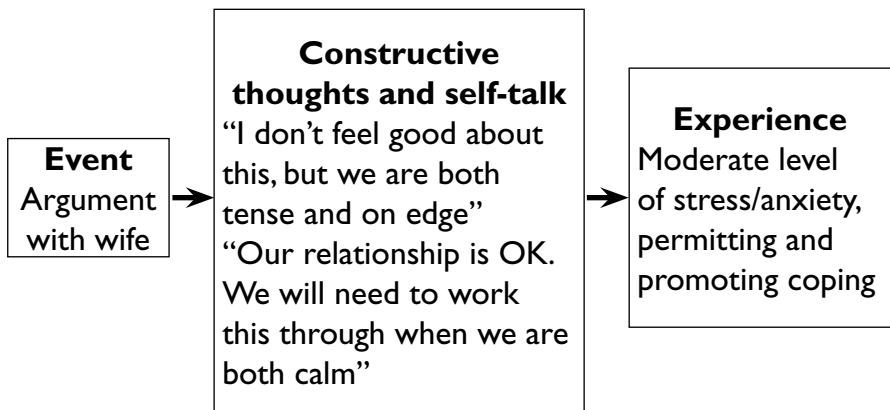 Event
Argument
with wife
Constructive
thoughts and self-talk
“I don’t feel good about
this, but we are both
tense and on edge”
“Our relationship is OK.
We will need to work
this through when we are
both calm”
Experience
Moderate level
of stress/anxiety,
permitting and
promoting coping